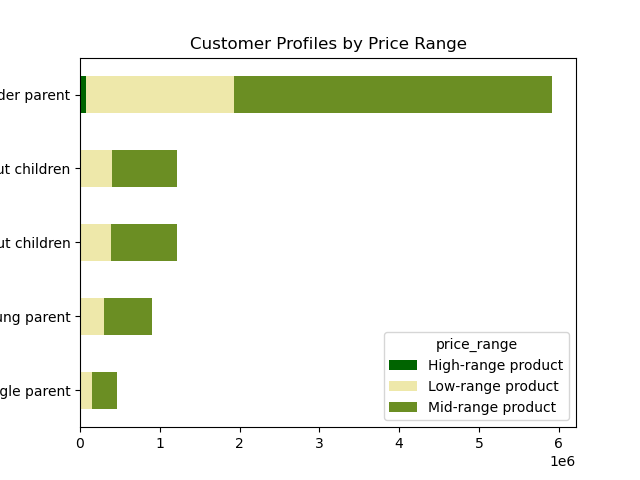 Customer Profiles by Price Range
der parent
ut children
ut children
ung parent
gle parent
price_range
High-range product
Low-range product
Mid-range product
0 1 2 3 4 5 6
1e6